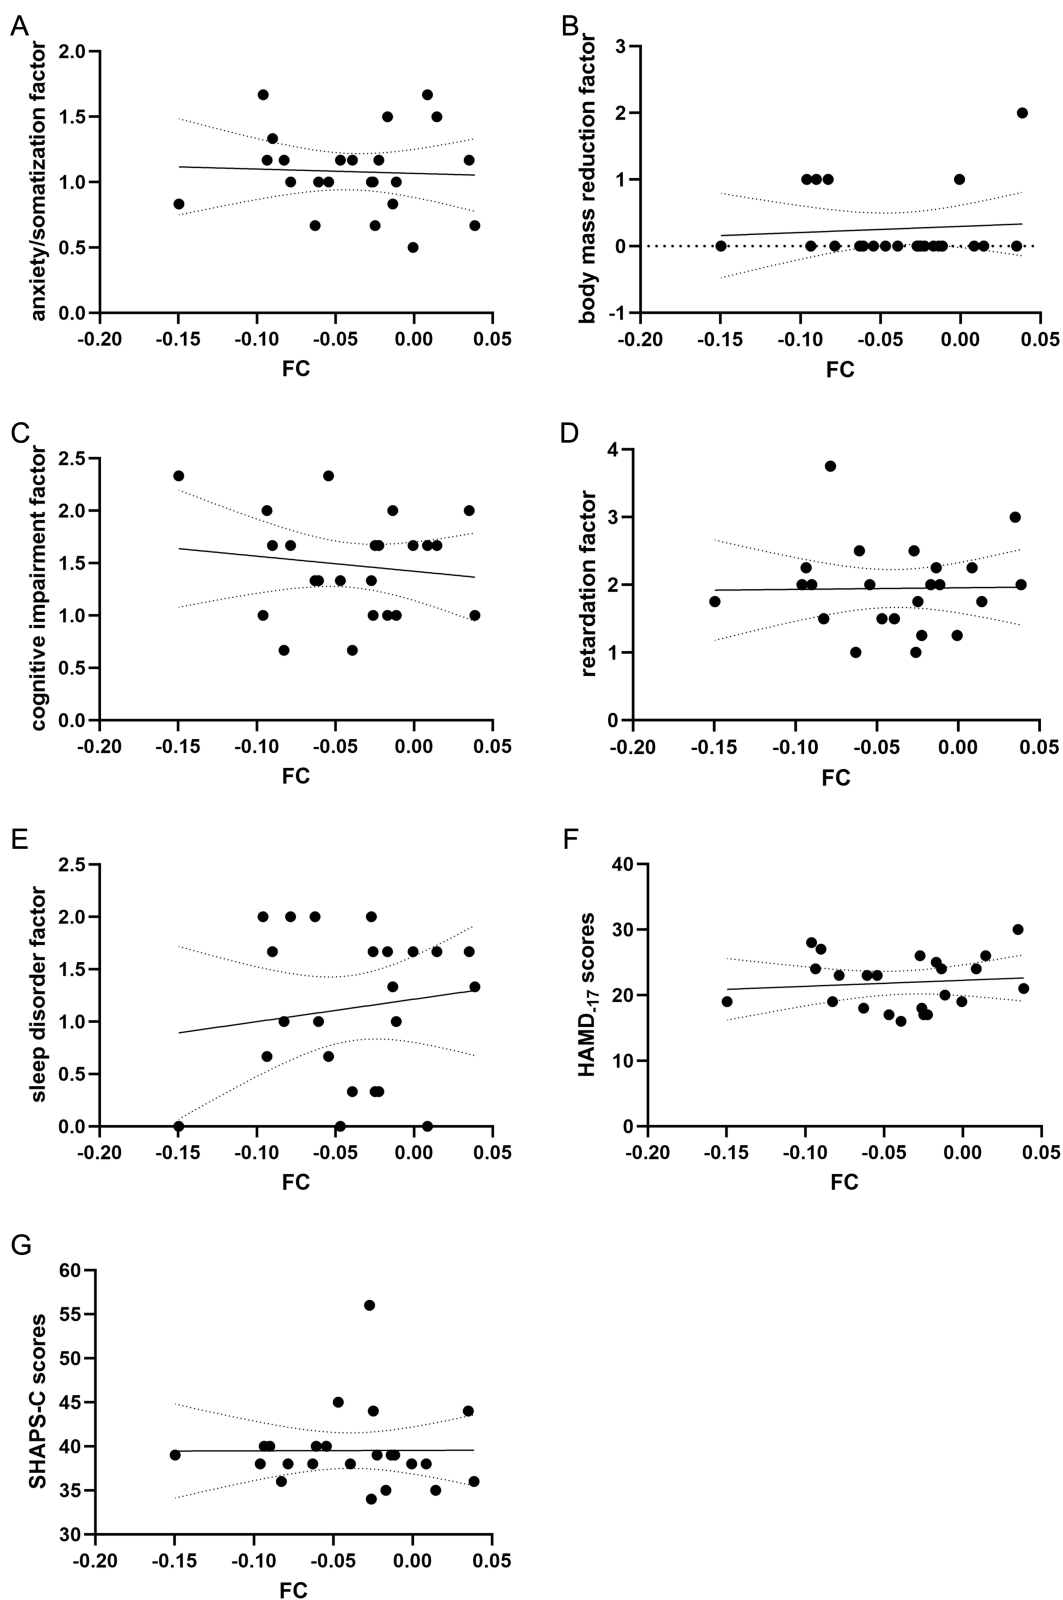 A
anxiety/somatization factor
2.0
1.5
1.0
0.5
0.0
-0.20 -0.15 -0.10 -0.05 0.00 0.05
FC
B
body mass reduction factor
3
2
1
0
-1
-0.20 -0.15 -0.10 -0.05 0.00 0.05
FC
C
cognitive impairment factor
2.5
2.0
1.5
1.0
0.5
0.0
-0.20 -0.15 -0.10 -0.05 0.00 0.05
FC
D
retardation factor
4
3
2
1
0
-0.20 -0.15 -0.10 -0.05 0.00 0.05
FC
E
sleep disorder factor
2.5
2.0
1.5
1.0
0.5
0.0
-0.20 -0.15 -0.10 -0.05 0.00 0.05
FC
F
HAMD-17 scores
40
30
20
10
0
-0.20 -0.15 -0.10 -0.05 0.00 0.05
FC
G
SHAPS-C scores
60
55
50
45
40
35
30
-0.20 -0.15 -0.10 -0.05 0.00 0.05
FC